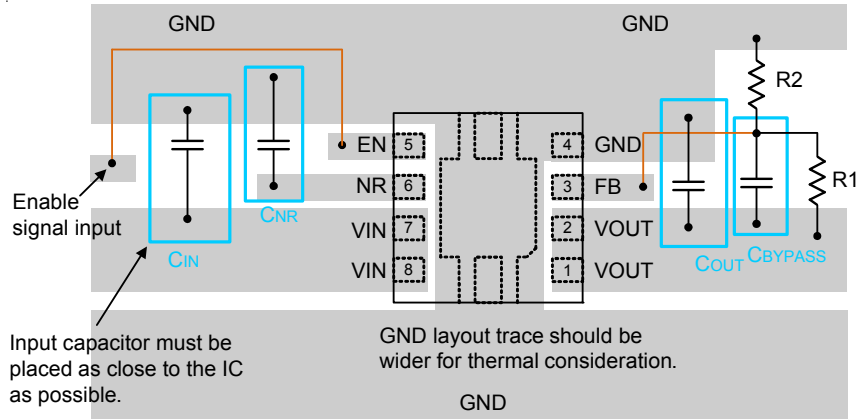 GND
GND
R2
EN 5
4 GND
R1
NR 6
3 FB
Enable
signal input
CNR
VIN 7
2 VOUT
CIN
VIN 8
1 VOUT
COUT
CBYPASS
Input capacitor must be
placed as close to the IC
as possible.
GND layout trace should be
wider for thermal consideration.
GND